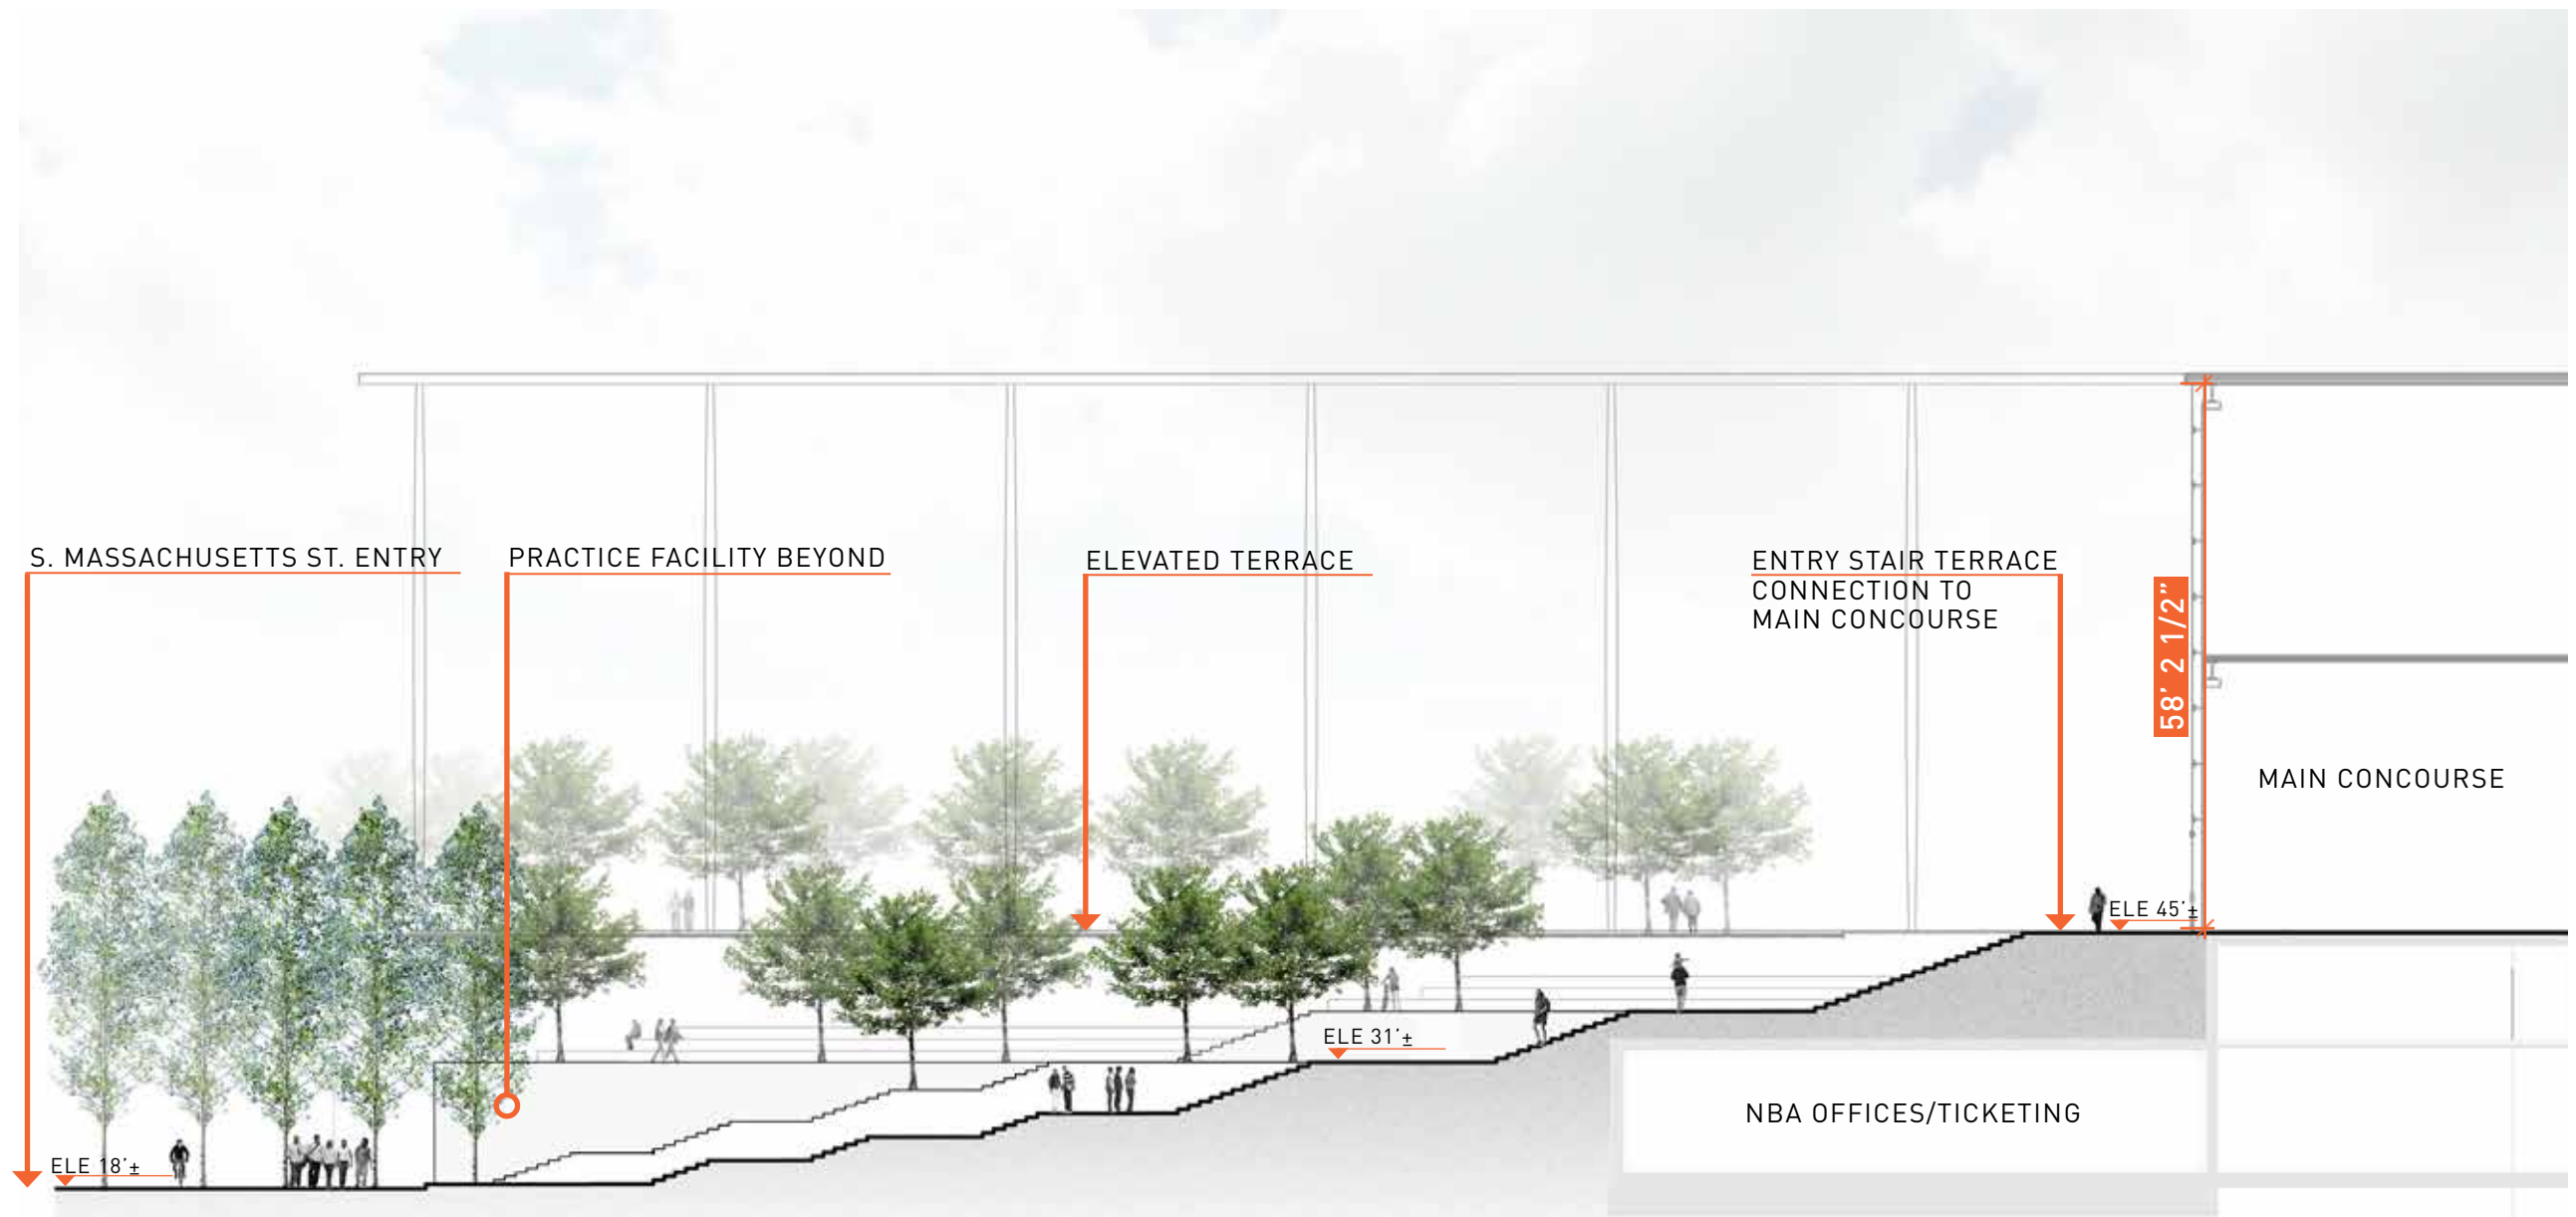 S. MASSACHUSETTS ST. ENTRY
PRACTICE FACILITY BEYOND
ELEVATED TERRACE
ENTRY STAIR TERRACE
CONNECTION TO
MAIN CONCOURSE
58' 2 1/2"
MAIN CONCOURSE
ELE 45'±
ELE 31'±
NBA OFFICES/TICKETING
ELE 18'±